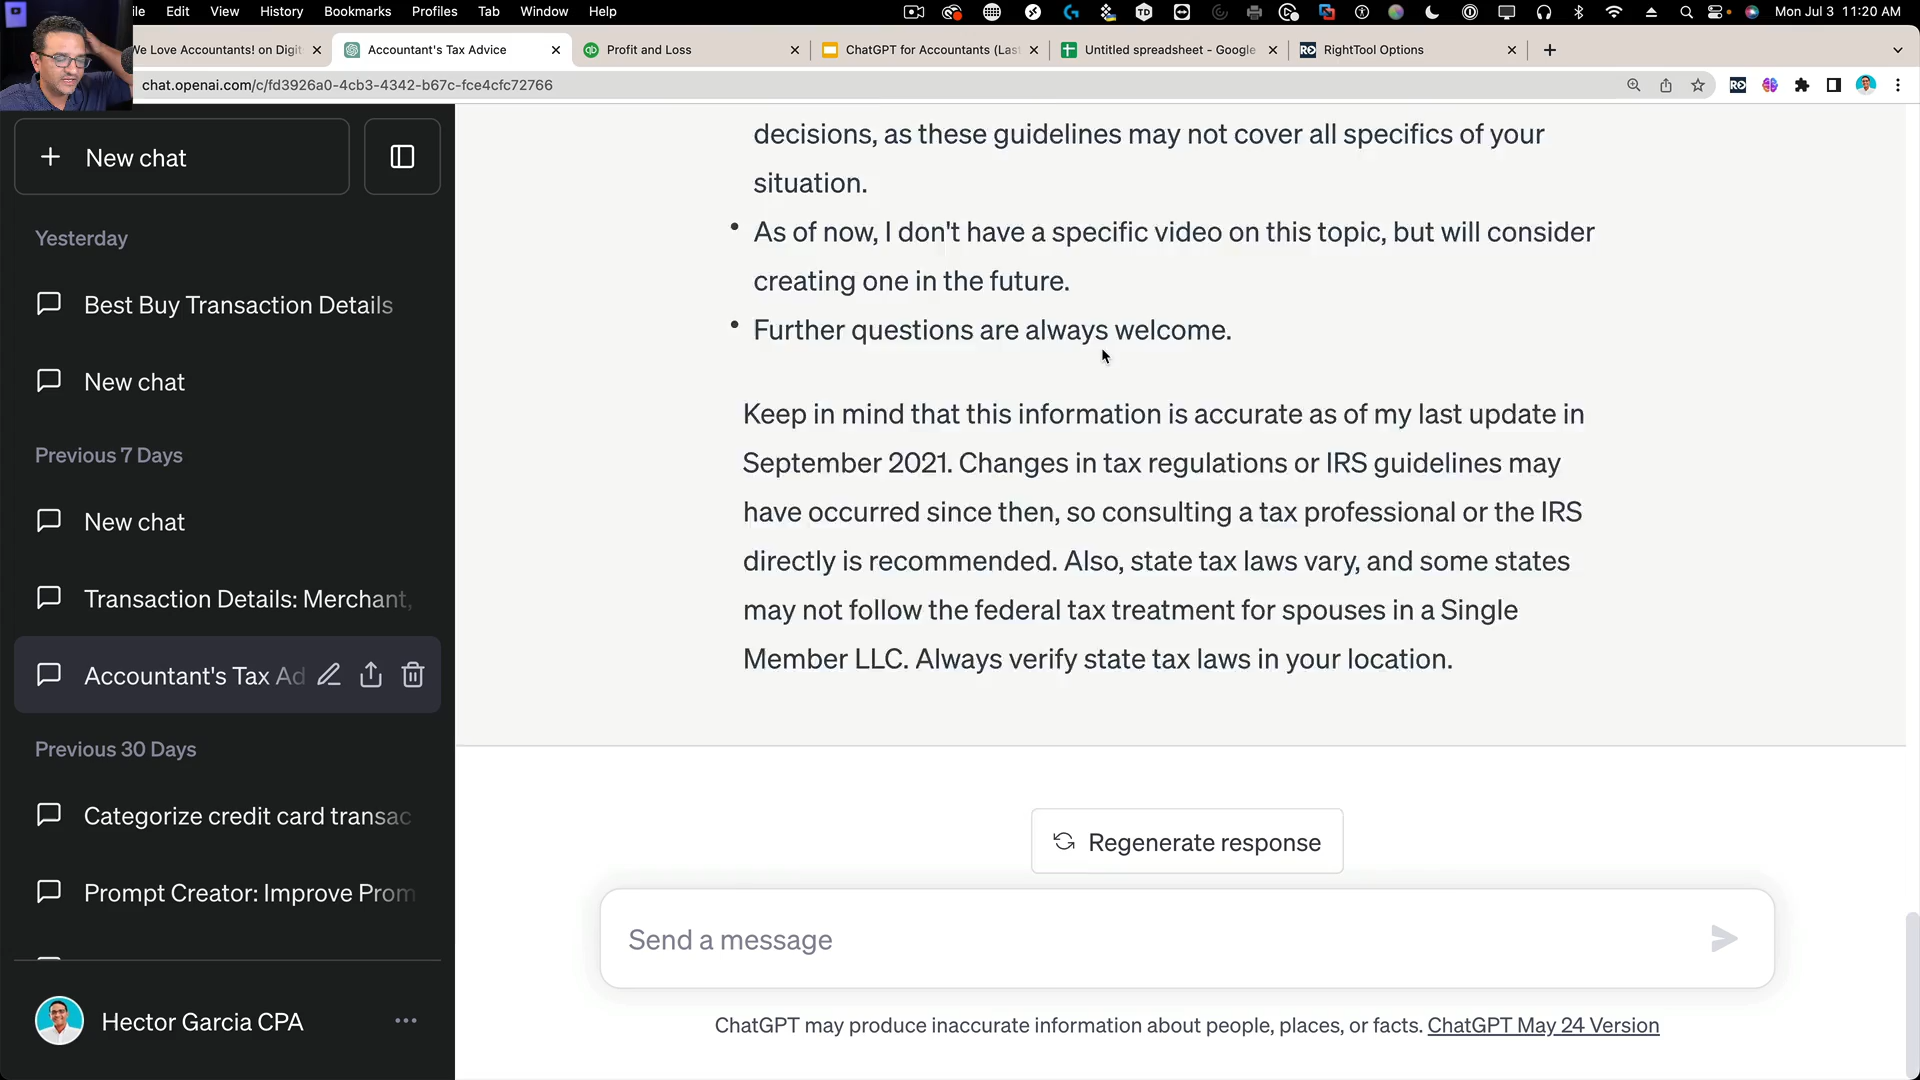 ile Edit View History Bookmarks Profiles Tab Window Help Mon Jul 3 11:20 AM
We Love Accountants! on Digit Accountant's Tax Advice Profit and Loss ChatGPT for Accountants (Las Untitled spreadsheet - Google RightTool Options
chat.openai.com/c/fd3926a0-4cb3-4342-b67c-fce4cfc72766
New chat
Yesterday
Best Buy Transaction Details
New chat
Previous 7 Days
New chat
Transaction Details: Merchant,
Accountant's Tax Ad
Previous 30 Days
Categorize credit card transac
Prompt Creator: Improve Prom
Hector Garcia CPA
decisions, as these guidelines may not cover all specifics of your
situation.
• As of now, I don't have a specific video on this topic, but will consider
creating one in the future.
• Further questions are always welcome.
Keep in mind that this information is accurate as of my last update in
September 2021. Changes in tax regulations or IRS guidelines may
have occurred since then, so consulting a tax professional or the IRS
directly is recommended. Also, state tax laws vary, and some states
may not follow the federal tax treatment for spouses in a Single
Member LLC. Always verify state tax laws in your location.
Regenerate response
Send a message
ChatGPT may produce inaccurate information about people, places, or facts. ChatGPT May 24 Version